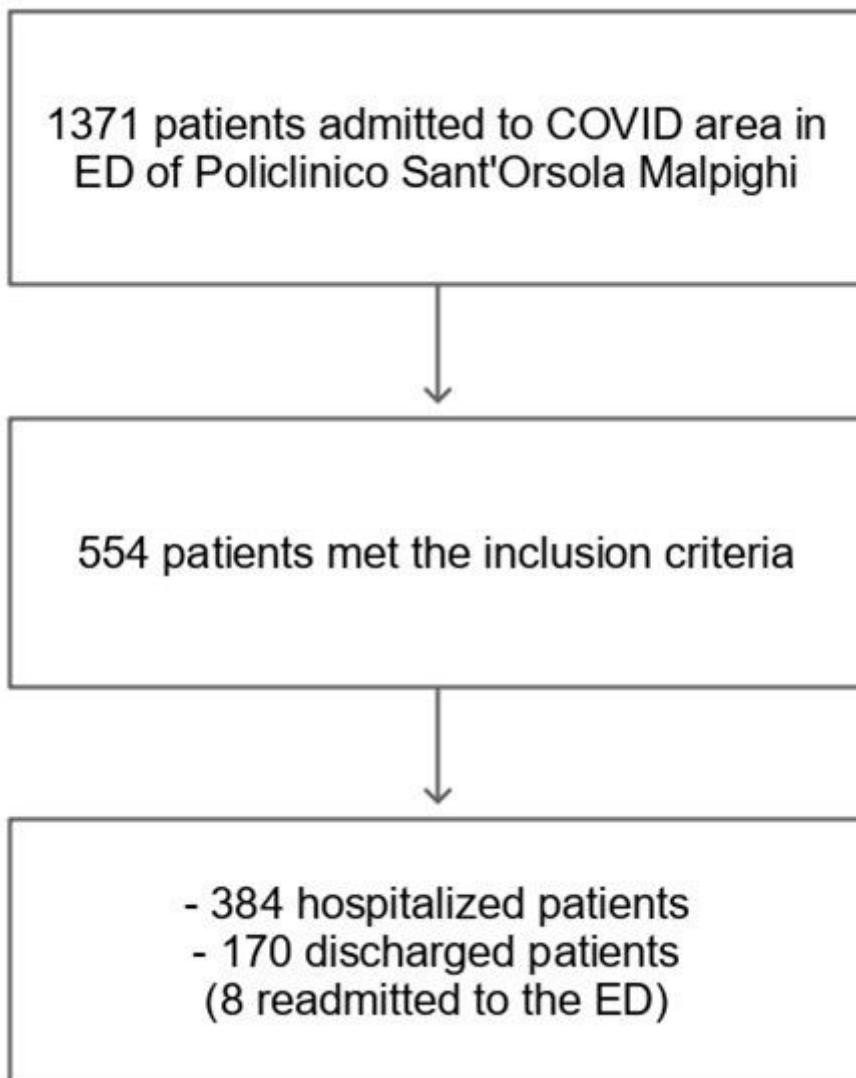 1371 patients admitted to COVID area in
ED of Policlinico Sant'Orsola Malpighi
554 patients met the inclusion criteria
- 384 hospitalized patients
- 170 discharged patients
(8 readmitted to the ED)